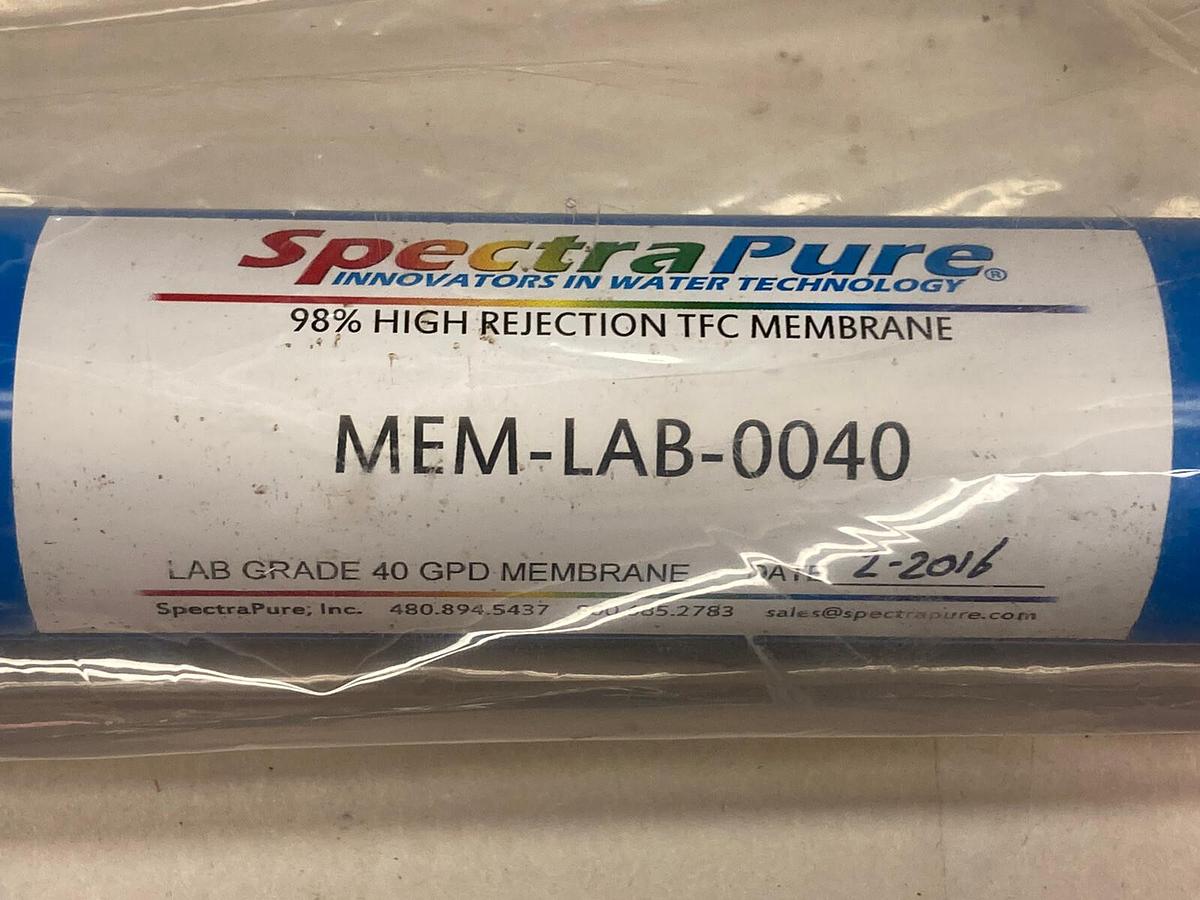 SpectraPure®
INNOVATORS IN WATER TECHNOLOGY
98% HIGH REJECTION TFC MEMBRANE
MEM-LAB-0040
LAB GRADE 40 GPD MEMBRANE DATE 2-2016
SpectraPure, Inc. 480.894.5437 sales@spectrapure.com